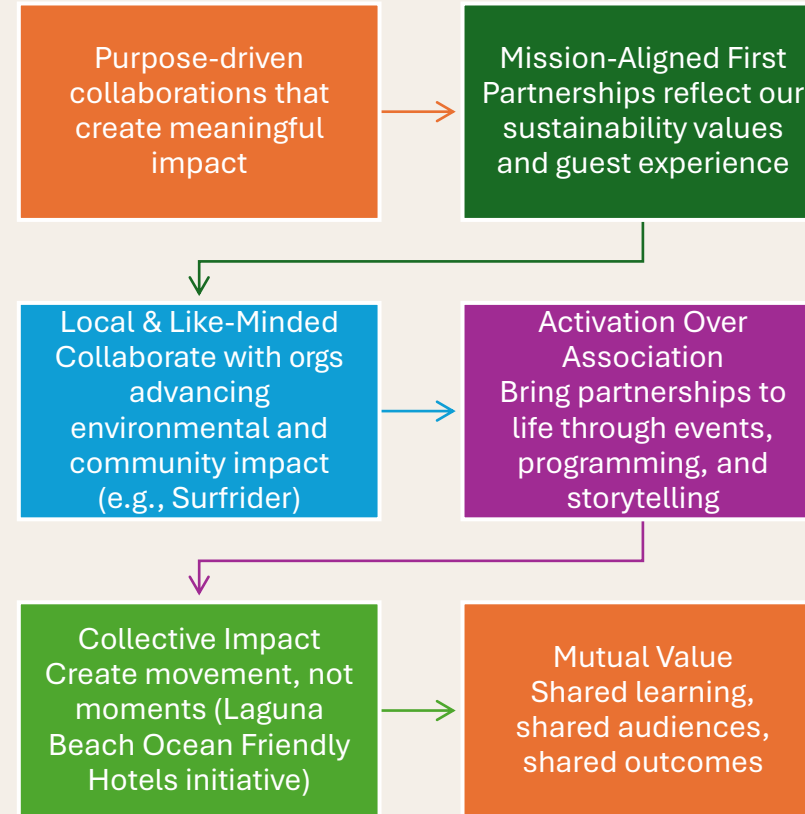 Purpose-driven
collaborations that
create meaningful
impact
Mission-Aligned First
Partnerships reflect our
sustainability values
and guest experience
Local & Like-Minded
Collaborate with orgs
advancing
environmental and
community impact
(e.g., Surfrider)
Activation Over
Association
Bring partnerships to
life through events,
programming, and
storytelling
Collective Impact
Create movement, not
moments (Laguna
Beach Ocean Friendly
Hotels initiative)
Mutual Value
Shared learning,
shared audiences,
shared outcomes